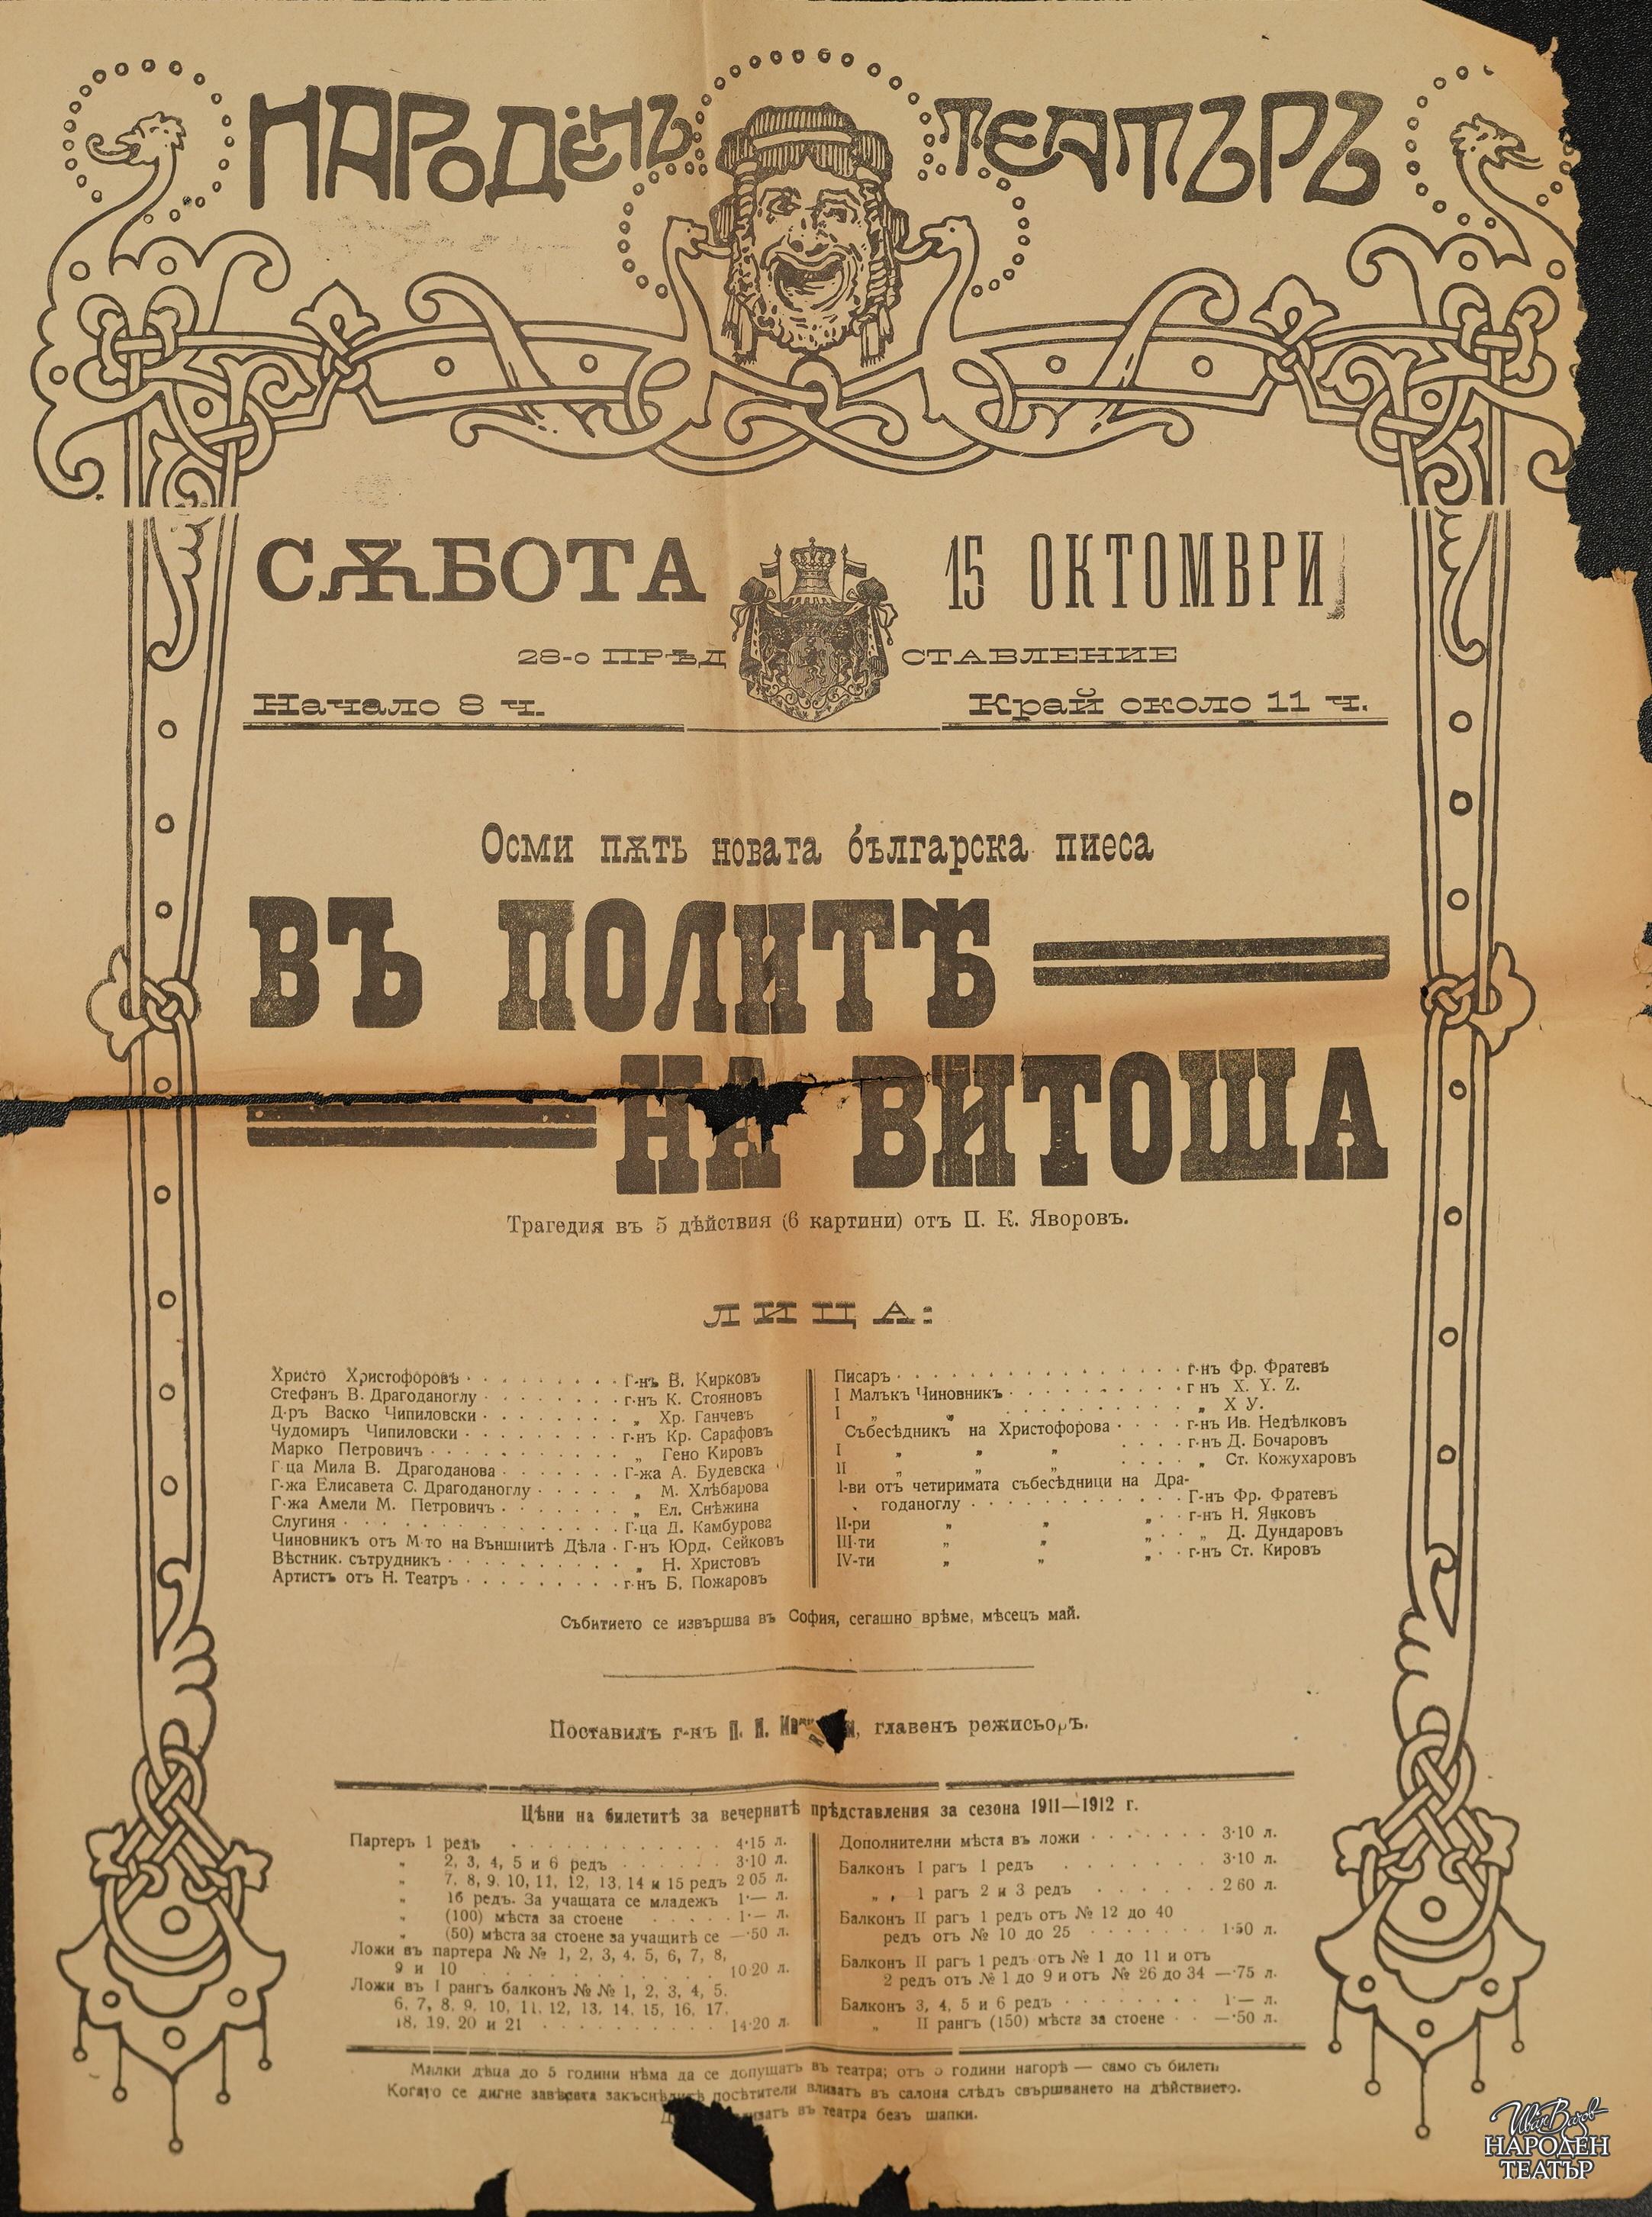 НАРОДЕНЪ ТЕАТЪРЪ
СѪБОТА 15 ОКТОМВРИ
28-о ПРѢДСТАВЛЕНИЕ
Начало 8 ч. Край около 11 ч.
Осми пѫть новата българска пиеса
ВЪ ПОЛИТѢ
НА ВИТОША
Трагедия въ 5 дѣйствия (6 картини) отъ П. К. Яворовъ.
ЛИЦА:
Христо Христофоровъ . . . . . . . . Г-нъ В. Кирковъ
Стефанъ В. Драгоданоглу . . . . . . . г-нъ К. Стояновъ
Д-ръ Васко Чипиловски . . . . . . . „ Хр. Ганчевъ
Чудомиръ Чипиловски . . . . . . . . г-нъ Кр. Сарафовъ
Марко Петровичъ . . . . . . . . . . „ Гено Кировъ
Г-ца Мила В. Драгоданова . . . . . . Г-жа А. Будевска
Г-жа Елисавета С. Драгоданоглу . . . . „ М. Хлѣбарова
Г-жа Амели М. Петровичъ . . . . . . „ Ел. Снѣжина
Слугиня . . . . . . . . . . . . . . Г-ца Д. Камбурова
Чиновникъ отъ М-то на Външнитѣ Дѣла . Г-нъ Юрд. Сейковъ
Вѣстник. сътрудникъ . . . . . . . . „ Н. Христовъ
Артистъ отъ Н. Театръ . . . . . . . . г-нъ Б. Пожаровъ
Писарь . . . . . . . . . . . . . г-нъ Фр. Фратевъ
I Малъкъ Чиновникъ . . . . . . . . . г нъ X. Y. Z.
I „ „ . . . . . . . . „ X У.
Събесѣдникъ на Христофорова . . . . г-нъ Ив. Недѣлковъ
I „ „ „ . . . . г-нъ Д. Бочаровъ
II „ „ „ . . . . „ Ст. Кожухаровъ
I-ви отъ четиримата събесѣдници на Дра-
годаноглу . . . . . . . . . . . Г-нъ Фр. Фратевъ
II-ри „ „ „ . . г-нъ Н. Янковъ
III-ти „ „ „ . . „ Д. Дундаровъ
IV-ти „ „ „ . . г-нъ Ст. Кировъ
Събитието се извършва въ София, сегашно врѣме, мѣсецъ май.
Поставилъ г-нъ П. И. , главенъ режисьоръ.
Цѣни на билетитѣ за вечернитѣ прѣдставления за сезона 1911—1912 г.
Партеръ 1 редъ . . . . . . . . . . . 4·15 л.
„ 2, 3, 4, 5 и 6 редъ . . . . . . 3·10 л.
„ 7, 8, 9, 10, 11, 12, 13, 14 и 15 редъ 2 05 л.
„ 16 редъ. За учащата се младежъ 1·— л.
„ (100) мѣста за стоене . . . . . 1·— л.
„ (50) мѣста за стоене за учащитѣ се —·50 л.
Ложи въ партера № № 1, 2, 3, 4, 5, 6, 7, 8,
9 и 10 . . . . . . . . . . . . 10 20 л.
Ложи въ I рангъ балконъ № № 1, 2, 3, 4, 5.
6, 7, 8. 9, 10, 11. 12, 13, 14, 15, 16, 17.
18, 19, 20 и 21 . . . . . . . . . . 14·20 л.
Дополнителни мѣста въ ложи . . . . . . . 3·10 л.
Балконъ I рагъ 1 редъ . . . . . . . . 3·10 л.
„ „ 1 рагъ 2 и 3 редъ . . . . . . . 2 60 л.
Балконъ II рагъ 1 редъ отъ № 12 до 40
редъ отъ № 10 до 25 . . . . . . . 1·50 л.
Балконъ II рагъ 1 редъ отъ № 1 до 11 и отъ
2 редъ отъ № 1 до 9 и отъ № 26 до 34 —·75 л.
Балконъ 3, 4, 5 и 6 редъ . . . . . . . . 1·— л.
„ II рангъ (150) мѣста за стоене . . —·50 л.
Малки дѣца до 5 години нѣма да се допущатъ въ театра; отъ 5 години нагорѣ — само съ билетъ
Когато се дигне завѣсата закъснѣлитѣ посѣтители влизатъ въ салона слѣдъ свършването на дѣйствието.
влизатъ въ театра безъ шапки.
Иван Вазов
НАРОДЕН
ТЕАТЪР